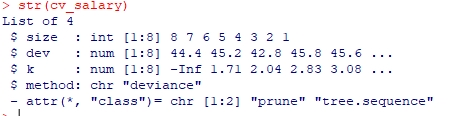 > str(cv_salary)
List of 4
 $ size  : int [1:8] 8 7 6 5 4 3 2 1
 $ dev   : num [1:8] 44.4 45.2 42.8 45.8 45.6 ...
 $ k     : num [1:8] -Inf 1.71 2.04 2.83 3.08 ...
 $ method: chr "deviance"
 - attr(*, "class")= chr [1:2] "prune" "tree.sequence"
>